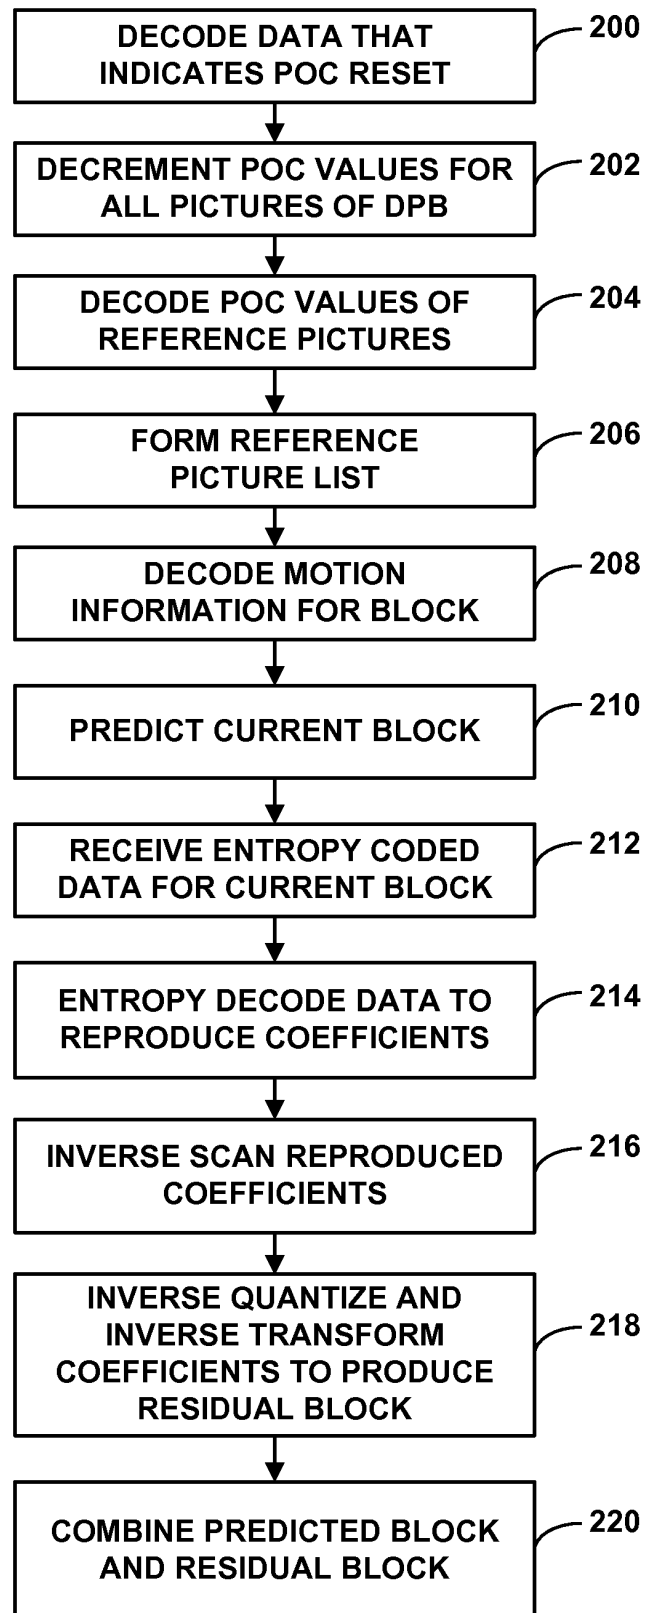 DECODE DATA THAT
INDICATES POC RESET
200
DECREMENT POC VALUES FOR
ALL PICTURES OF DPB
202
DECODE POC VALUES OF
REFERENCE PICTURES
204
FORM REFERENCE
PICTURE LIST
206
DECODE MOTION
INFORMATION FOR BLOCK
208
PREDICT CURRENT BLOCK
210
RECEIVE ENTROPY CODED
DATA FOR CURRENT BLOCK
212
ENTROPY DECODE DATA TO
REPRODUCE COEFFICIENTS
214
INVERSE SCAN REPRODUCED
COEFFICIENTS
216
INVERSE QUANTIZE AND
INVERSE TRANSFORM
COEFFICIENTS TO PRODUCE
RESIDUAL BLOCK
218
COMBINE PREDICTED BLOCK
AND RESIDUAL BLOCK
220